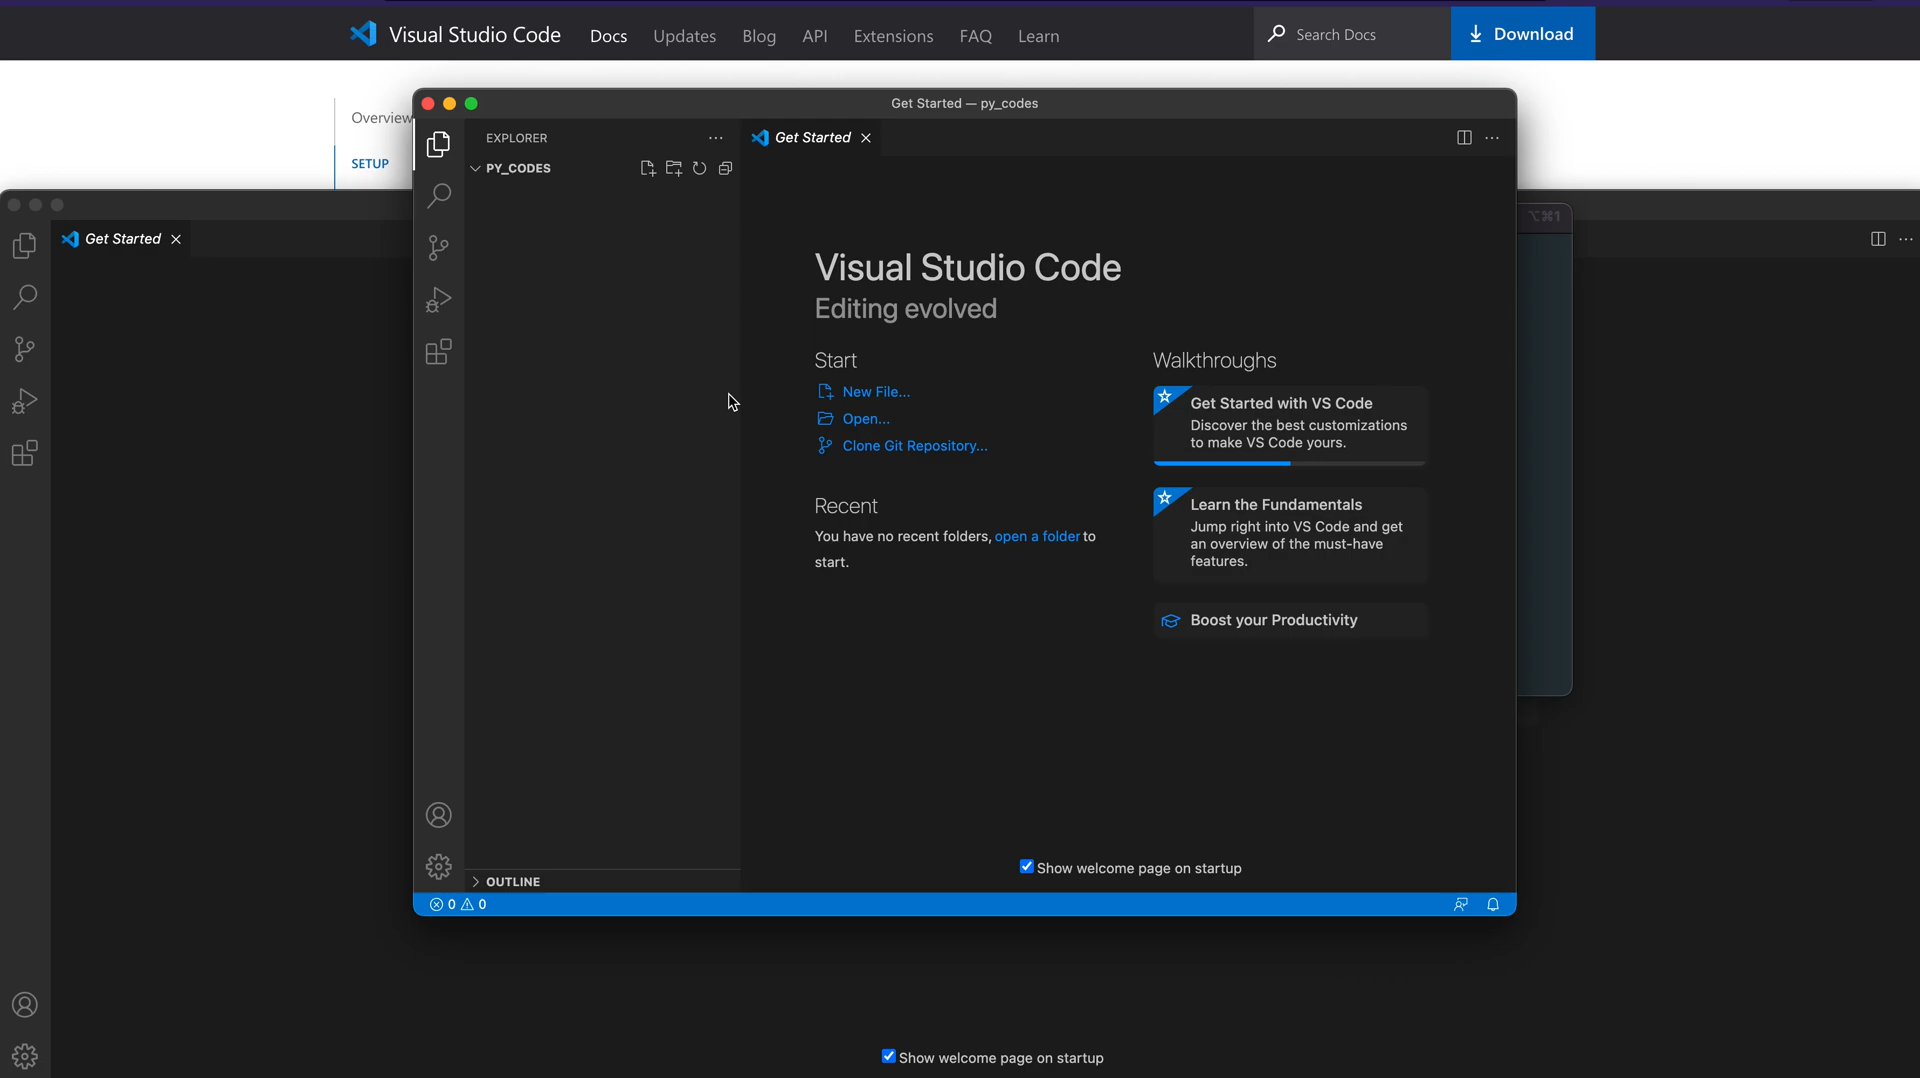 Visual Studio Code Docs Updates Blog API Extensions FAQ Learn Search Docs Download
Overview
SETUP
Get Started — py_codes
EXPLORER
PY_CODES
Get Started
Visual Studio Code
Editing evolved
Start
New File...
Open...
Clone Git Repository...
Recent
You have no recent folders, open a folder to
start.
Walkthroughs
Get Started with VS Code
Discover the best customizations
to make VS Code yours.
Learn the Fundamentals
Jump right into VS Code and get
an overview of the must-have
features.
Boost your Productivity
Show welcome page on startup
OUTLINE
0 0
⌥⌘1
Get Started
Show welcome page on startup